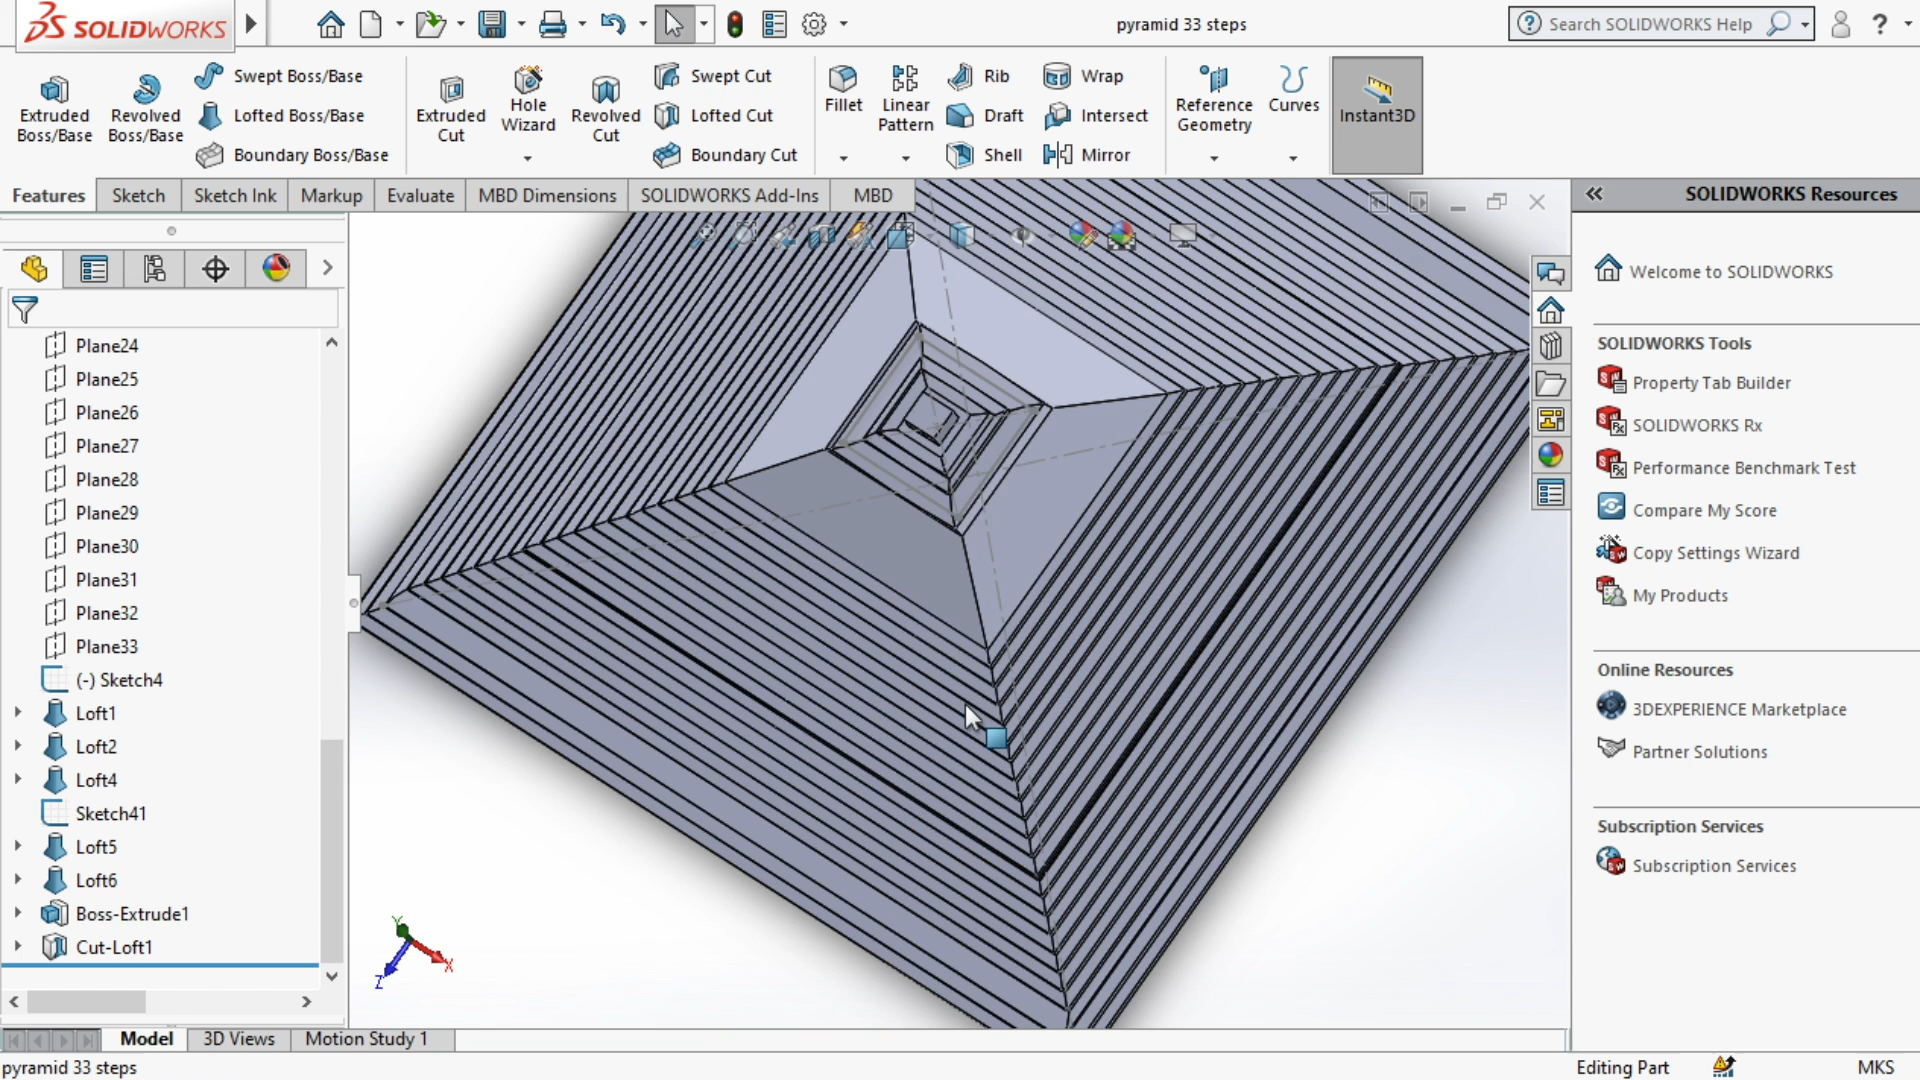 SOLIDWORKS
pyramid 33 steps
Search SOLIDWORKS Help
?
Extruded Boss/Base
Revolved Boss/Base
Swept Boss/Base
Lofted Boss/Base
Boundary Boss/Base
Extruded Cut
Hole Wizard
Revolved Cut
Swept Cut
Lofted Cut
Boundary Cut
Fillet
Linear Pattern
Rib
Draft
Shell
Wrap
Intersect
Mirror
Reference Geometry
Curves
Instant3D
Features
Sketch
Sketch Ink
Markup
Evaluate
MBD Dimensions
SOLIDWORKS Add-Ins
MBD
SOLIDWORKS Resources
Plane24
Plane25
Plane26
Plane27
Plane28
Plane29
Plane30
Plane31
Plane32
Plane33
(-) Sketch4
Loft1
Loft2
Loft4
Sketch41
Loft5
Loft6
Boss-Extrude1
Cut-Loft1
Y
X
Z
Welcome to SOLIDWORKS
SOLIDWORKS Tools
Property Tab Builder
SOLIDWORKS Rx
Performance Benchmark Test
Compare My Score
Copy Settings Wizard
My Products
Online Resources
3DEXPERIENCE Marketplace
Partner Solutions
Subscription Services
Subscription Services
Model
3D Views
Motion Study 1
pyramid 33 steps
Editing Part
MKS